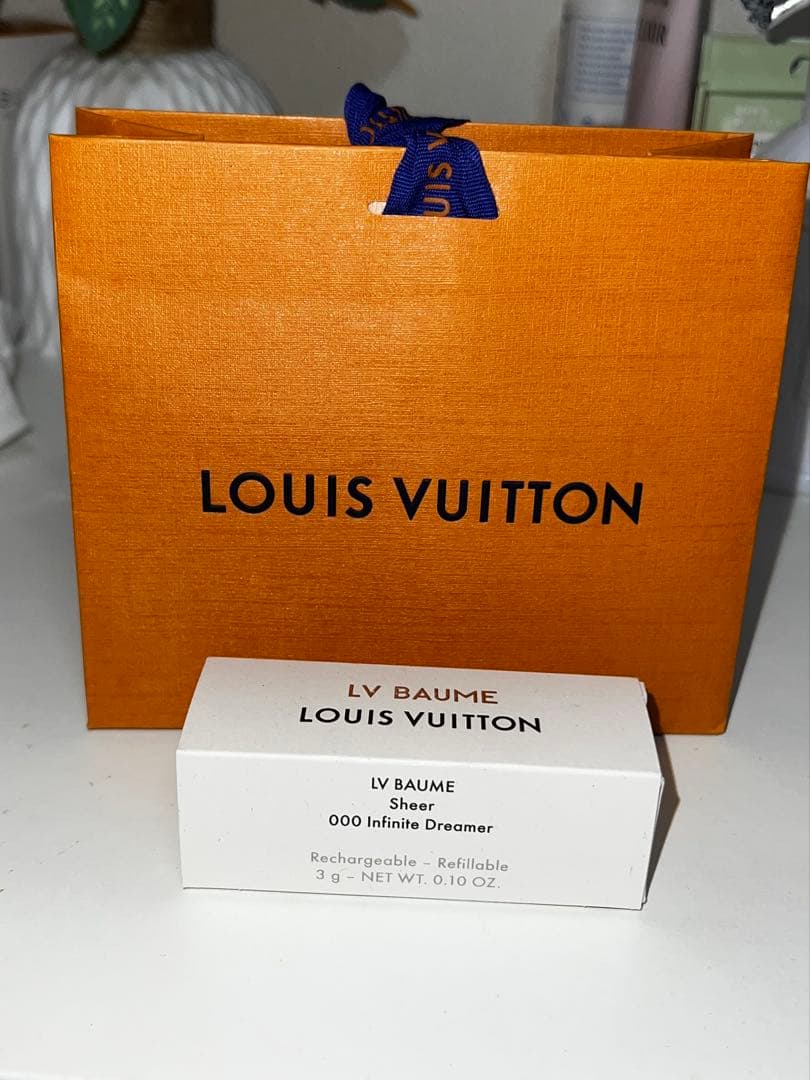 UIS V
LOUIS VUITTON
LV BAUME
LOUIS VUITTON
LV BAUME
Sheer
000 Infinite Dreamer
Rechargeable – Refillable
3 g – NET WT. 0.10 OZ.